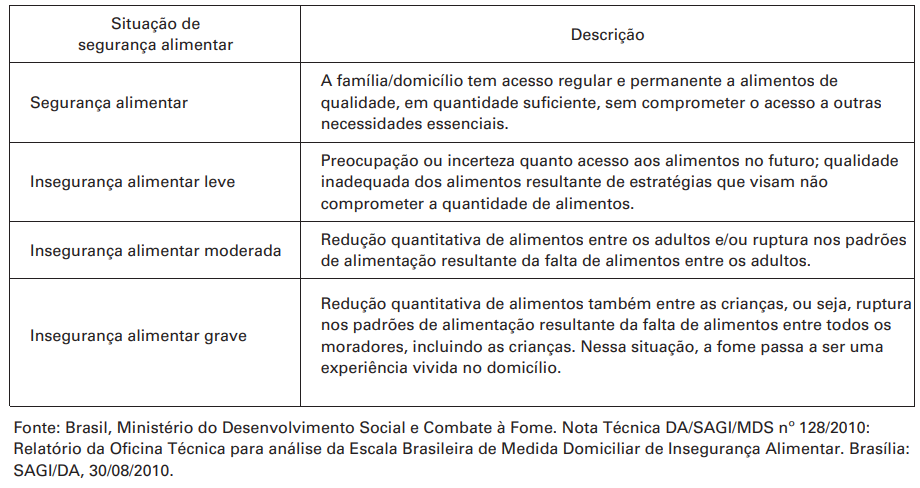 Situação de
segurança alimentar
Descrição
Segurança alimentar
A família/domicílio tem acesso regular e permanente a alimentos de
qualidade, em quantidade suficiente, sem comprometer o acesso a outras
necessidades essenciais.
Insegurança alimentar leve
Preocupação ou incerteza quanto acesso aos alimentos no futuro; qualidade
inadequada dos alimentos resultante de estratégias que visam não
comprometer a quantidade de alimentos.
Insegurança alimentar moderada
Redução quantitativa de alimentos entre os adultos e/ou ruptura nos padrões
de alimentação resultante da falta de alimentos entre os adultos.
Insegurança alimentar grave
Redução quantitativa de alimentos também entre as crianças, ou seja, ruptura
nos padrões de alimentação resultante da falta de alimentos entre todos os
moradores, incluindo as crianças. Nessa situação, a fome passa a ser uma
experiência vivida no domicílio.
Fonte: Brasil, Ministério do Desenvolvimento Social e Combate à Fome. Nota Técnica DA/SAGI/MDS nº 128/2010:
Relatório da Oficina Técnica para análise da Escala Brasileira de Medida Domiciliar de Insegurança Alimentar. Brasília:
SAGI/DA, 30/08/2010.